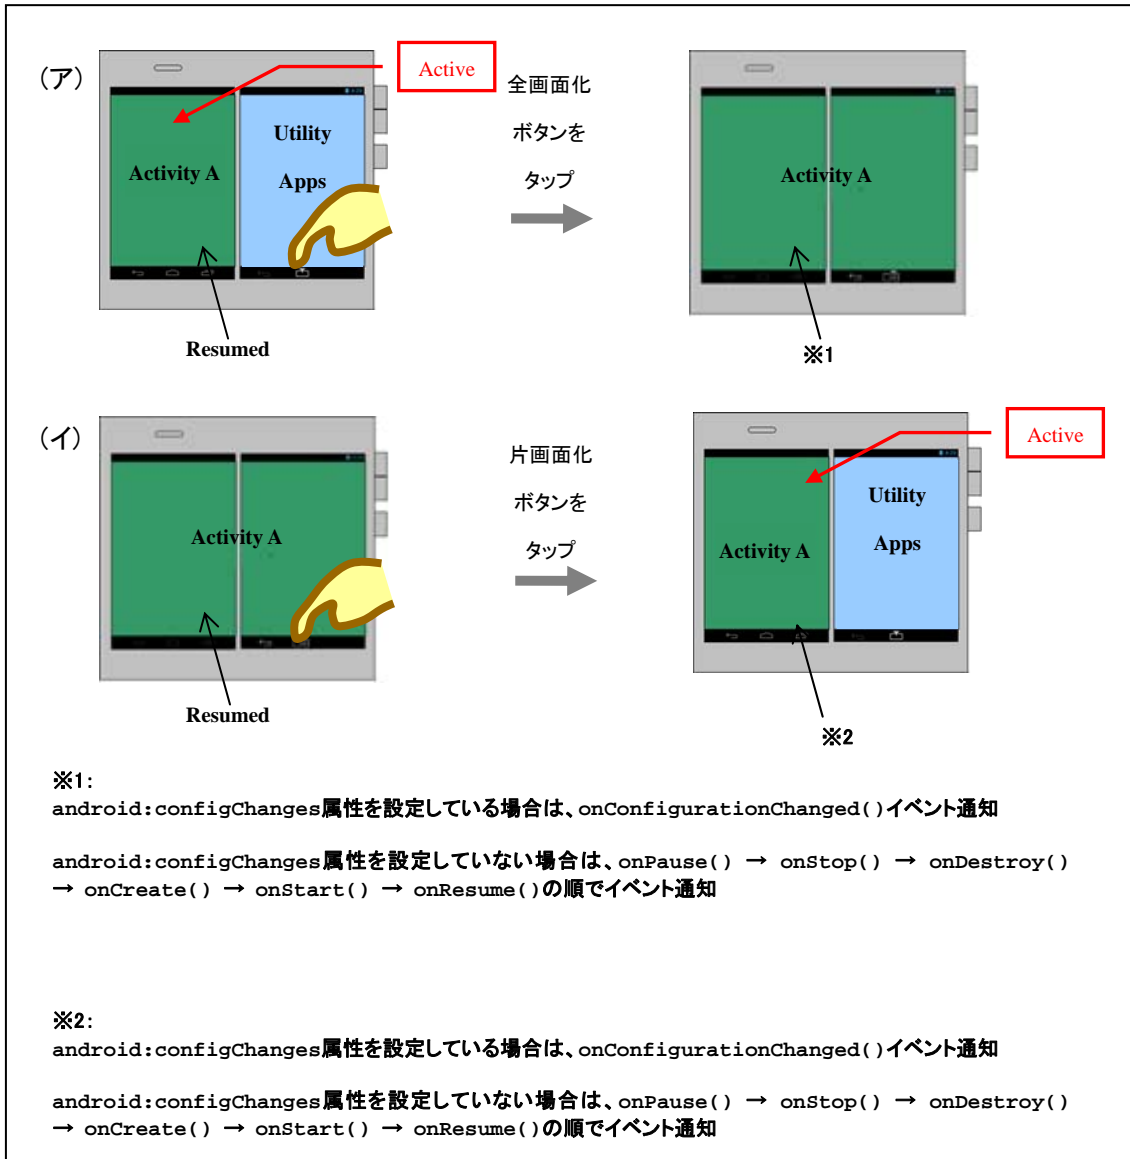 (ア)
Active
全画面化
ボタンを
タップ
Activity A
Utility
Apps
Resumed
Activity A
※1
(イ)
片画面化
ボタンを
タップ
Activity A
Resumed
Active
Activity A
Utility
Apps
※2
※1:
android:configChanges属性を設定している場合は、onConfigurationChanged()イベント通知
android:configChanges属性を設定していない場合は、onPause() → onStop() → onDestroy()
→ onCreate() → onStart() → onResume()の順でイベント通知
※2:
android:configChanges属性を設定している場合は、onConfigurationChanged()イベント通知
android:configChanges属性を設定していない場合は、onPause() → onStop() → onDestroy()
→ onCreate() → onStart() → onResume()の順でイベント通知